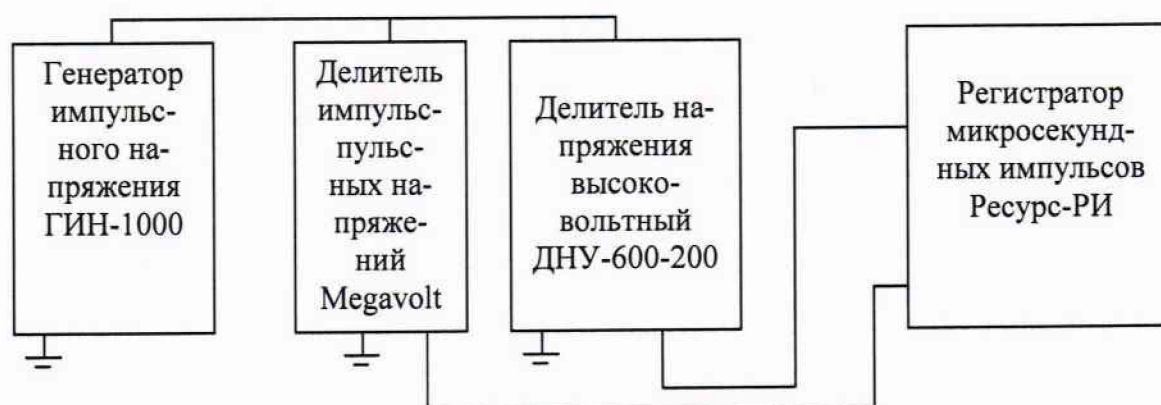 Генератор
импульс-
ного на-
пряжения
ГИН-1000
Делитель
импульс-
пульс-
ных на-
пряже-
ний
Megavolt
Делитель на-
пряжения
высоко-
вольтный
ДНУ-600-200
Регистратор
микросекунд-
ных импульсов
Ресурс-РИ